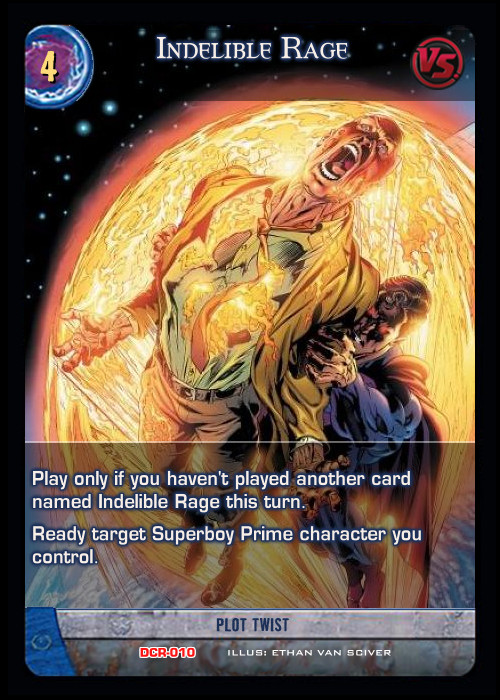 4
Indelible Rage
VS
Play only if you haven't played another card
named Indelible Rage this turn.
Ready target Superboy Prime character you
control.
PLOT TWIST
DCR-010 ILLUS: ETHAN VAN SCIVER